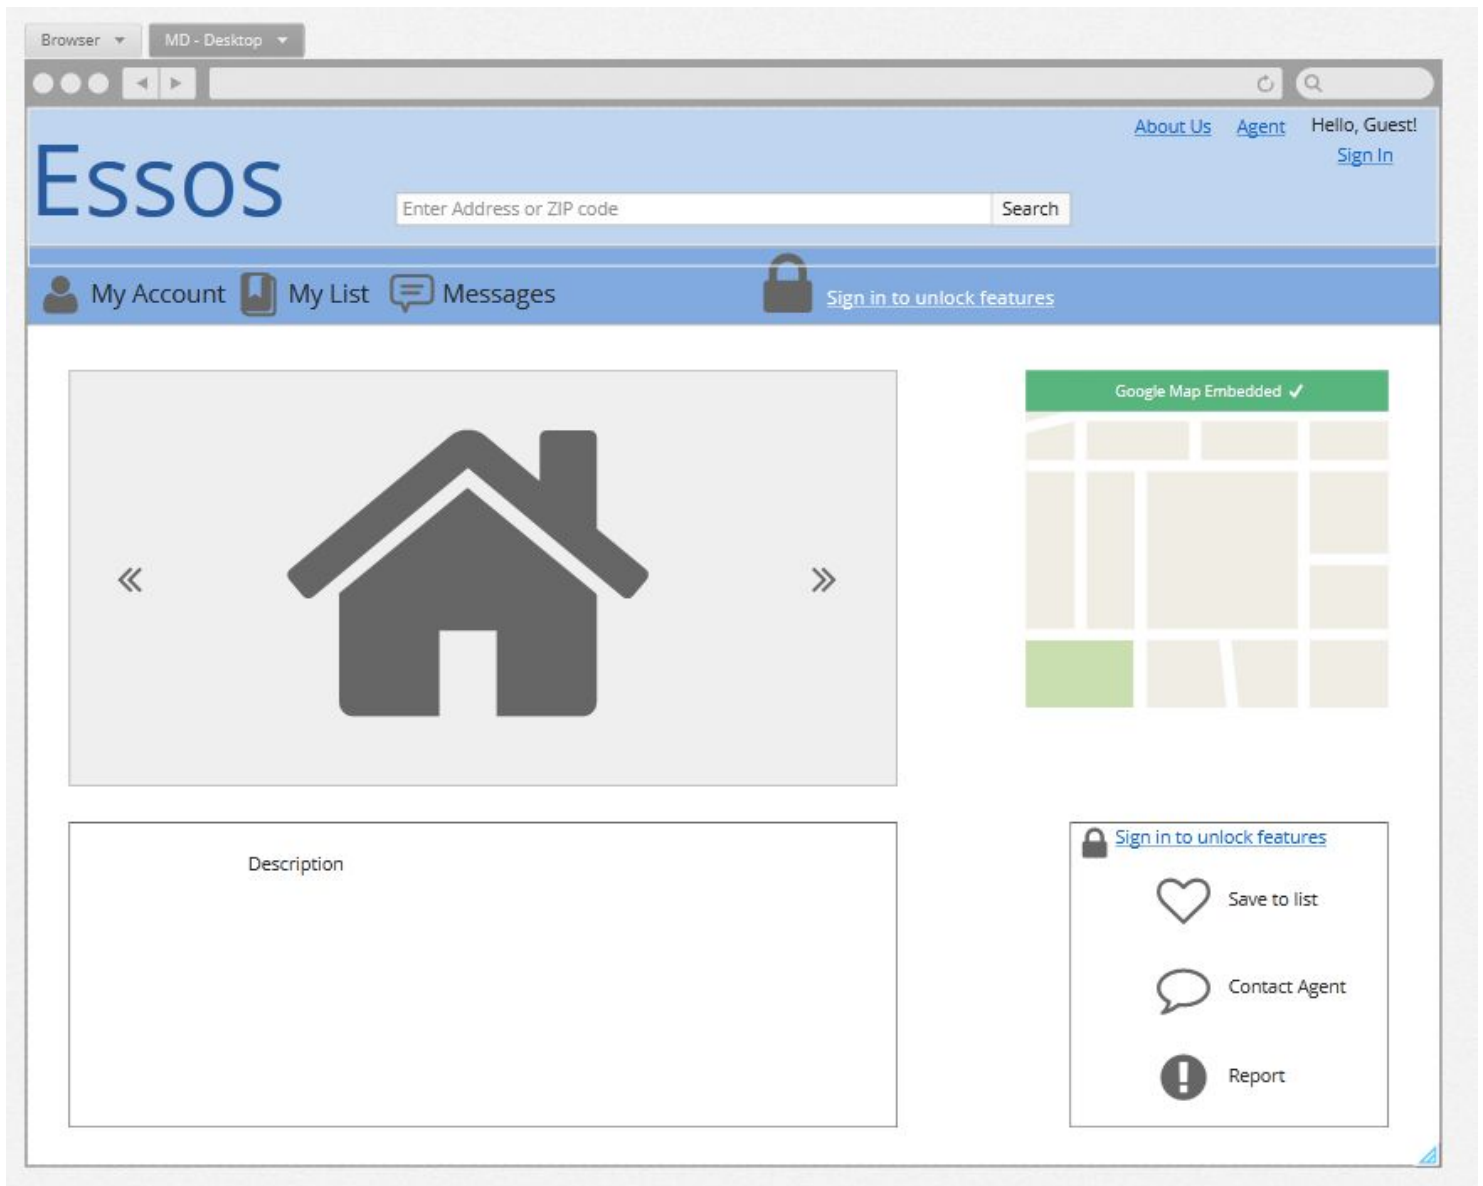 Browser
MD - Desktop
About Us Agent Hello, Guest!
Sign In
Essos
Enter Address or ZIP code Search
My Account My List Messages Sign in to unlock features
Google Map Embedded
Description
Sign in to unlock features
Save to list
Contact Agent
Report